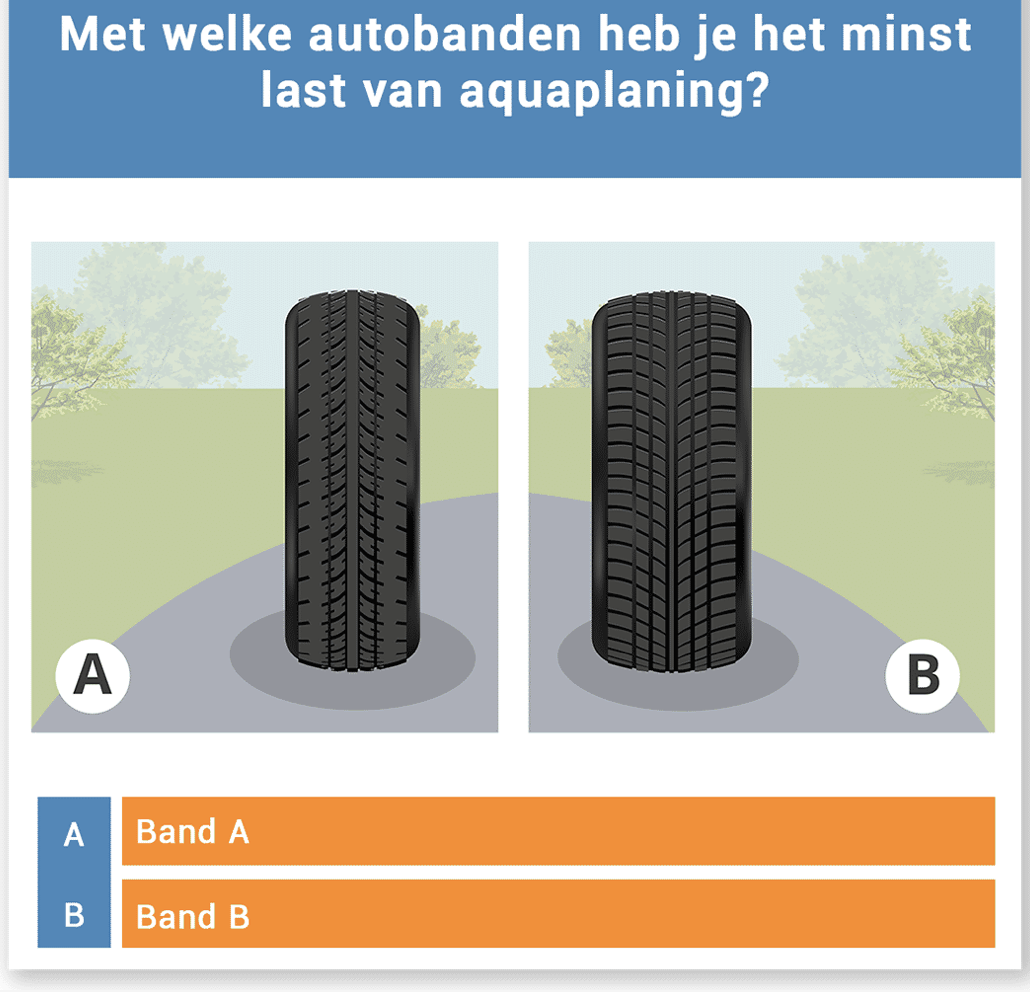 Met welke autobanden heb je het minst
last van aquaplaning?
A
B
A
Band A
B
Band B